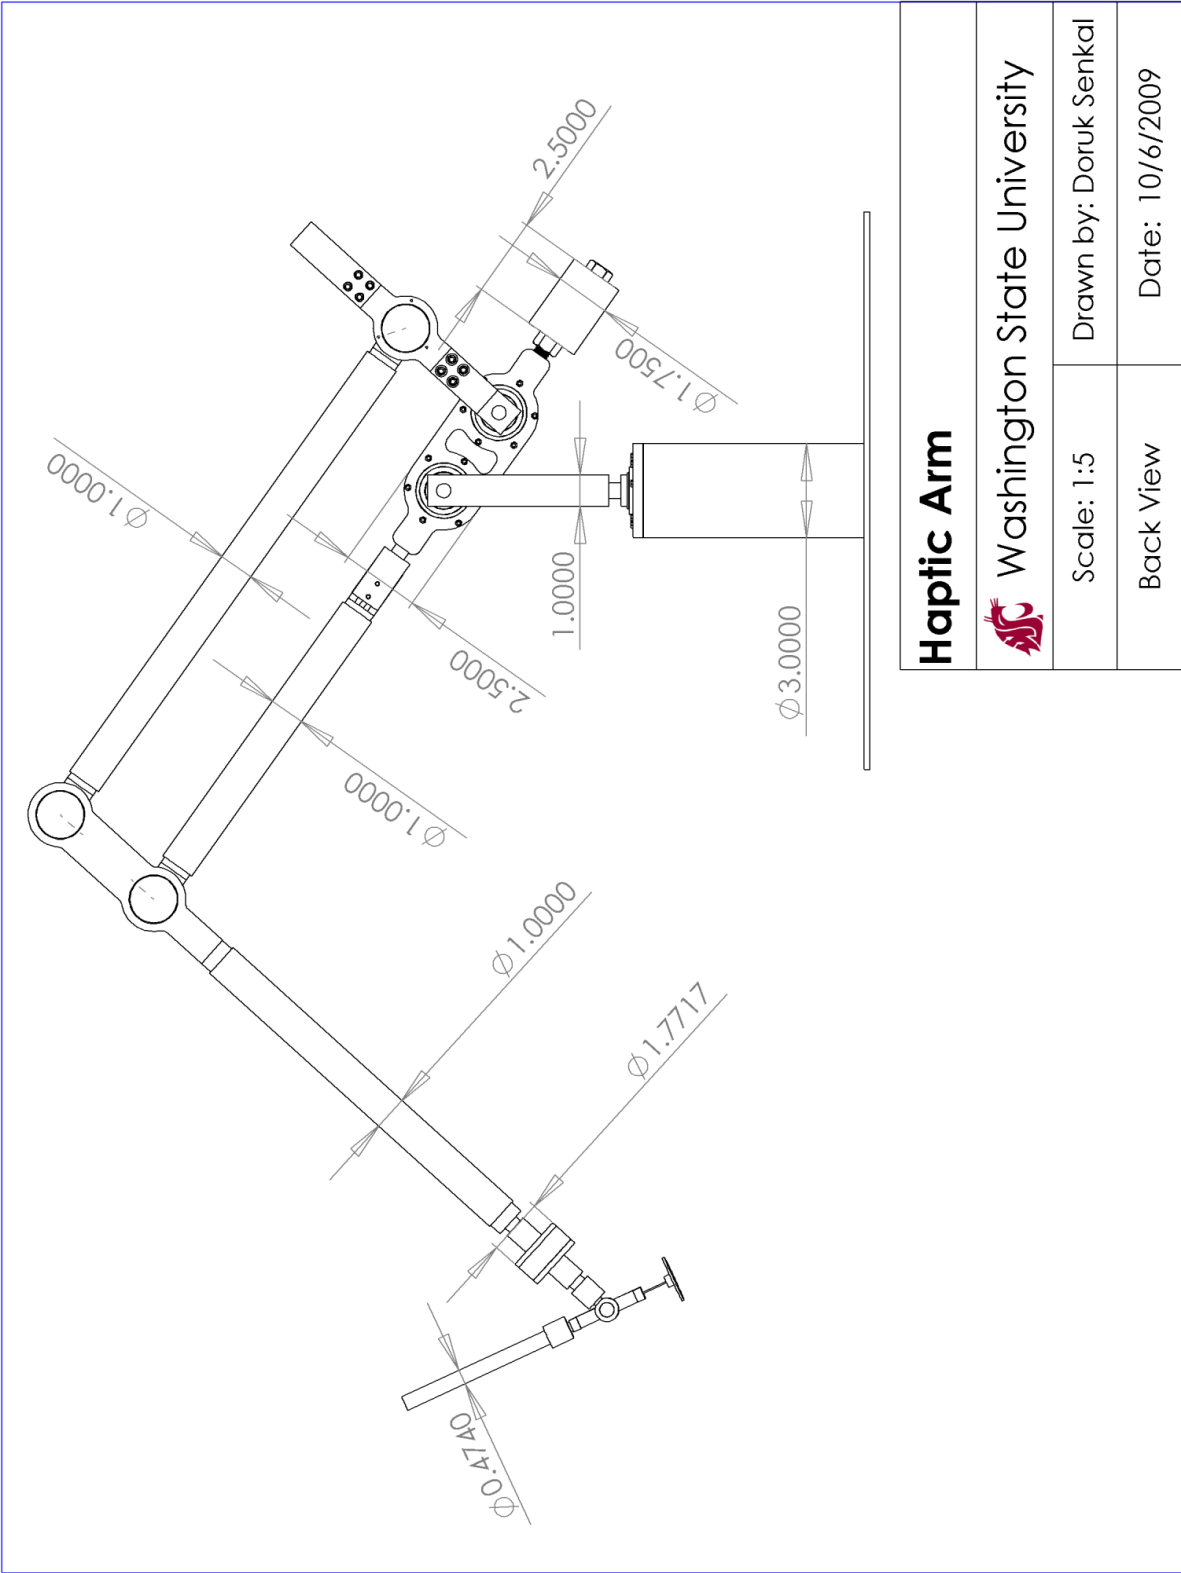 2.5000
Ø1.7500
Ø1.0000
1.0000
2.5000
Ø3.0000
Ø1.0000
Ø1.0000
Ø1.7717
Ø0.4740
Haptic Arm
Washington State University
Scale: 1:5
Drawn by: Doruk Senkal
Back View
Date: 10/6/2009